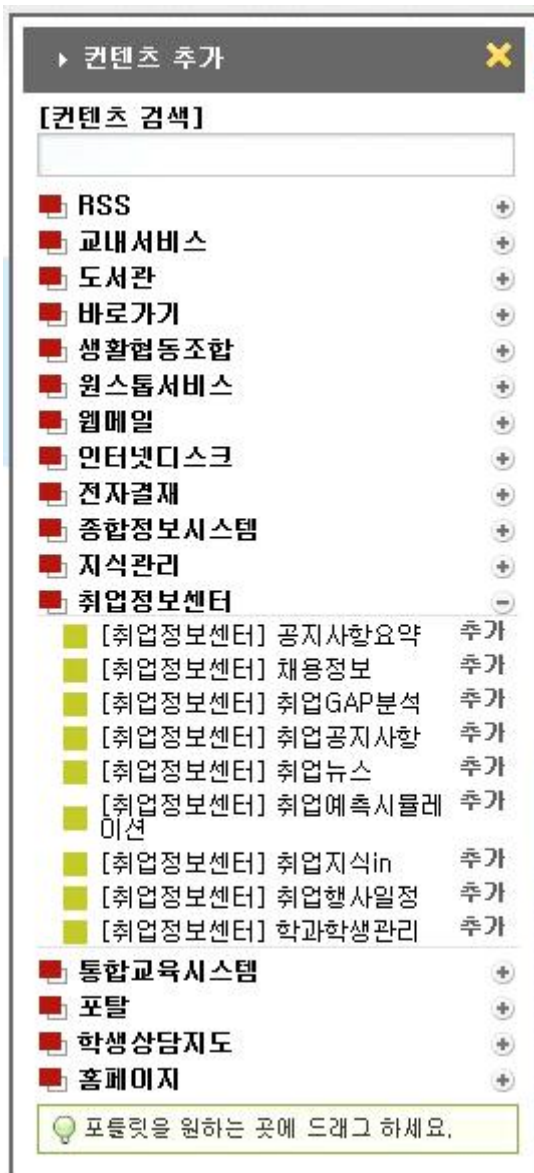 컨텐츠 추가
[컨텐츠 검색]
RSS
교내서비스
도서관
바로가기
생활협동조합
원스톱서비스
웹메일
인터넷디스크
전자결재
종합정보시스템
지식관리
취업정보센터
[취업정보센터] 공지사항요약 추가
[취업정보센터] 채용정보 추가
[취업정보센터] 취업GAP분석 추가
[취업정보센터] 취업공지사항 추가
[취업정보센터] 취업뉴스 추가
[취업정보센터] 취업예측시뮬레 추가
이션
[취업정보센터] 취업지식in 추가
[취업정보센터] 취업행사일정 추가
[취업정보센터] 학과학생관리 추가
통합교육시스템
포탈
학생상담지도
홈페이지
포틀릿을 원하는 곳에 드래그 하세요.